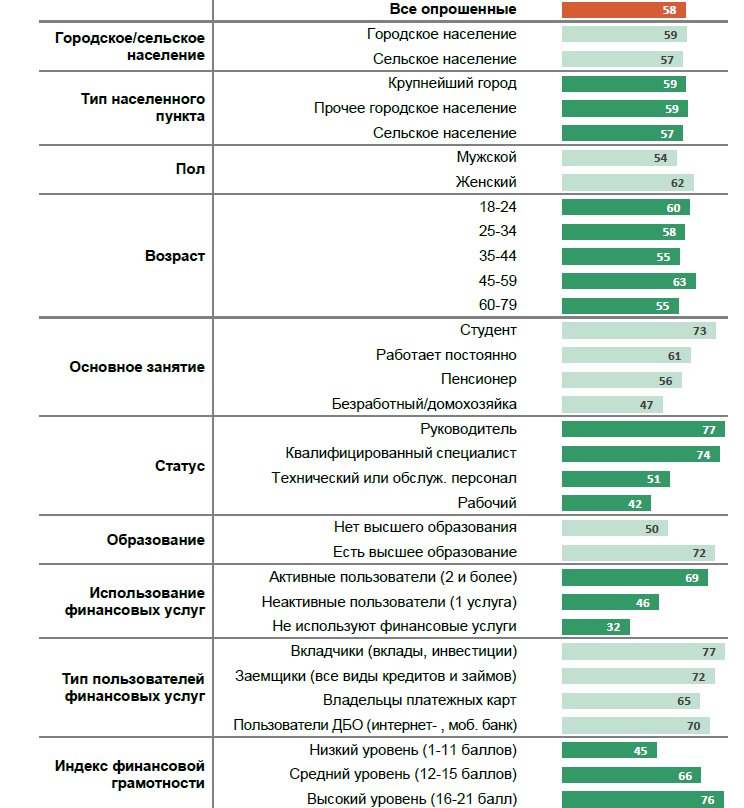 Все опрошенные 58
Городское/сельское
население
Городское население 59
Сельское население 57
Тип населенного
пункта
Крупнейший город 59
Прочее городское население 59
Сельское население 57
Пол
Мужской 54
Женский 62
Возраст
18-24 60
25-34 58
35-44 55
45-59 63
60-79 55
Основное занятие
Студент 73
Работает постоянно 61
Пенсионер 56
Безработный/домохозяйка 47
Статус
Руководитель 77
Квалифицированный специалист 74
Технический или обслуж. персонал 51
Рабочий 42
Образование
Нет высшего образования 50
Есть высшее образование 72
Использование
финансовых услуг
Активные пользователи (2 и более) 69
Неактивные пользователи (1 услуга) 46
Не используют финансовые услуги 32
Тип пользователей
финансовых услуг
Вкладчики (вклады, инвестиции) 77
Заемщики (все виды кредитов и займов) 72
Владельцы платежных карт 65
Пользователи ДБО (интернет- , моб. банк) 70
Индекс финансовой
грамотности
Низкий уровень (1-11 баллов) 45
Средний уровень (12-15 баллов) 66
Высокий уровень (16-21 балл) 76